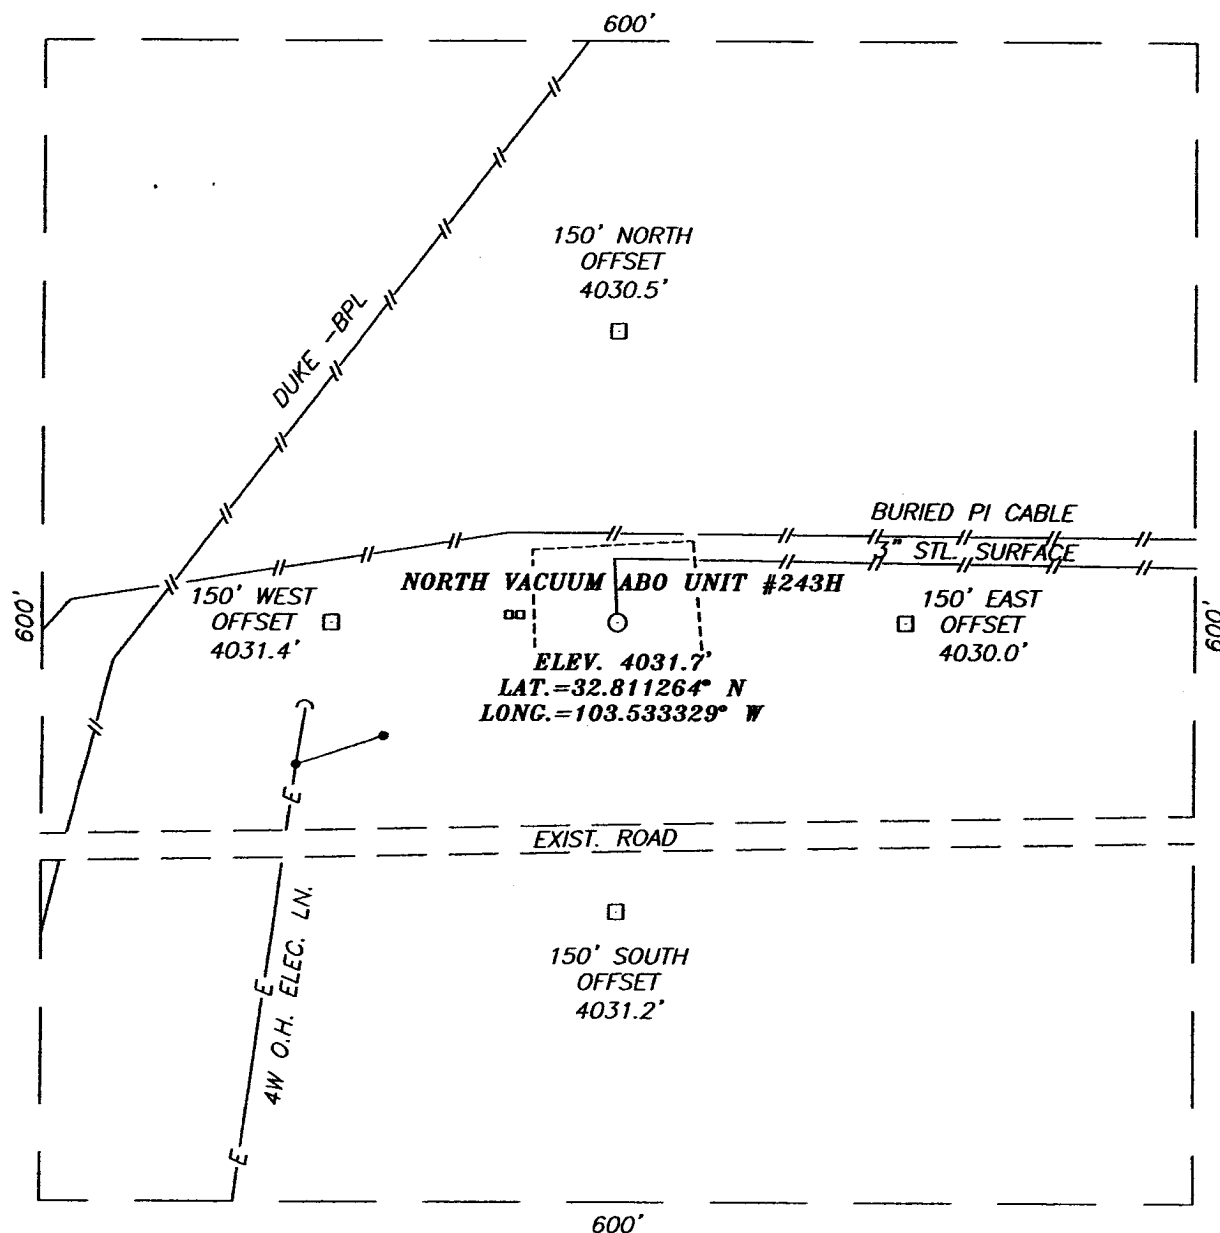 600'
150' NORTH
OFFSET
4030.5'
DUKE -BPL
BURIED PI CABLE
3" STL. SURFACE
NORTH VACUUM ABO UNIT #243H
150' WEST
OFFSET
4031.4'
600'
150' EAST
OFFSET
4030.0'
600'
ELEV. 4031.7'
LAT.=32.811264° N
LONG.=103.533329° W
E
EXIST. ROAD
150' SOUTH
OFFSET
4031.2'
E
4W O.H. ELEC. LN.
E
600'